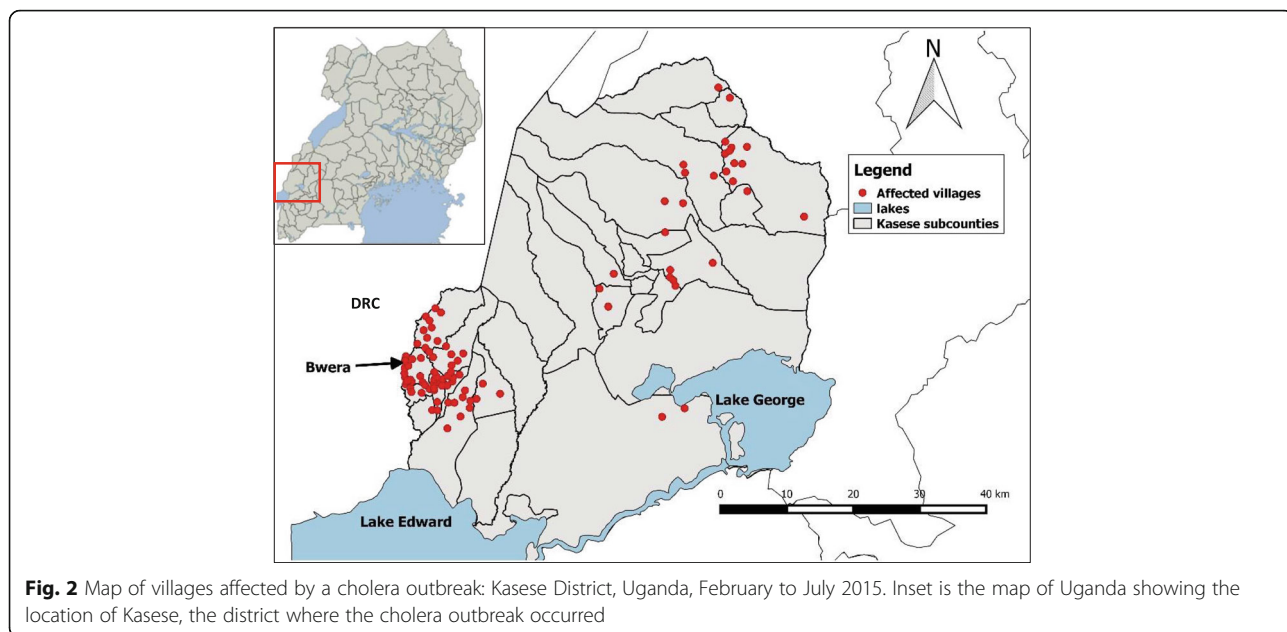 N
Legend
Affected villages
lakes
Kasese subcounties
DRC
Bwera
Lake George
0 10 20 30 40 km
Lake Edward
Fig. 2 Map of villages affected by a cholera outbreak: Kasese District, Uganda, February to July 2015. Inset is the map of Uganda showing the
location of Kasese, the district where the cholera outbreak occurred